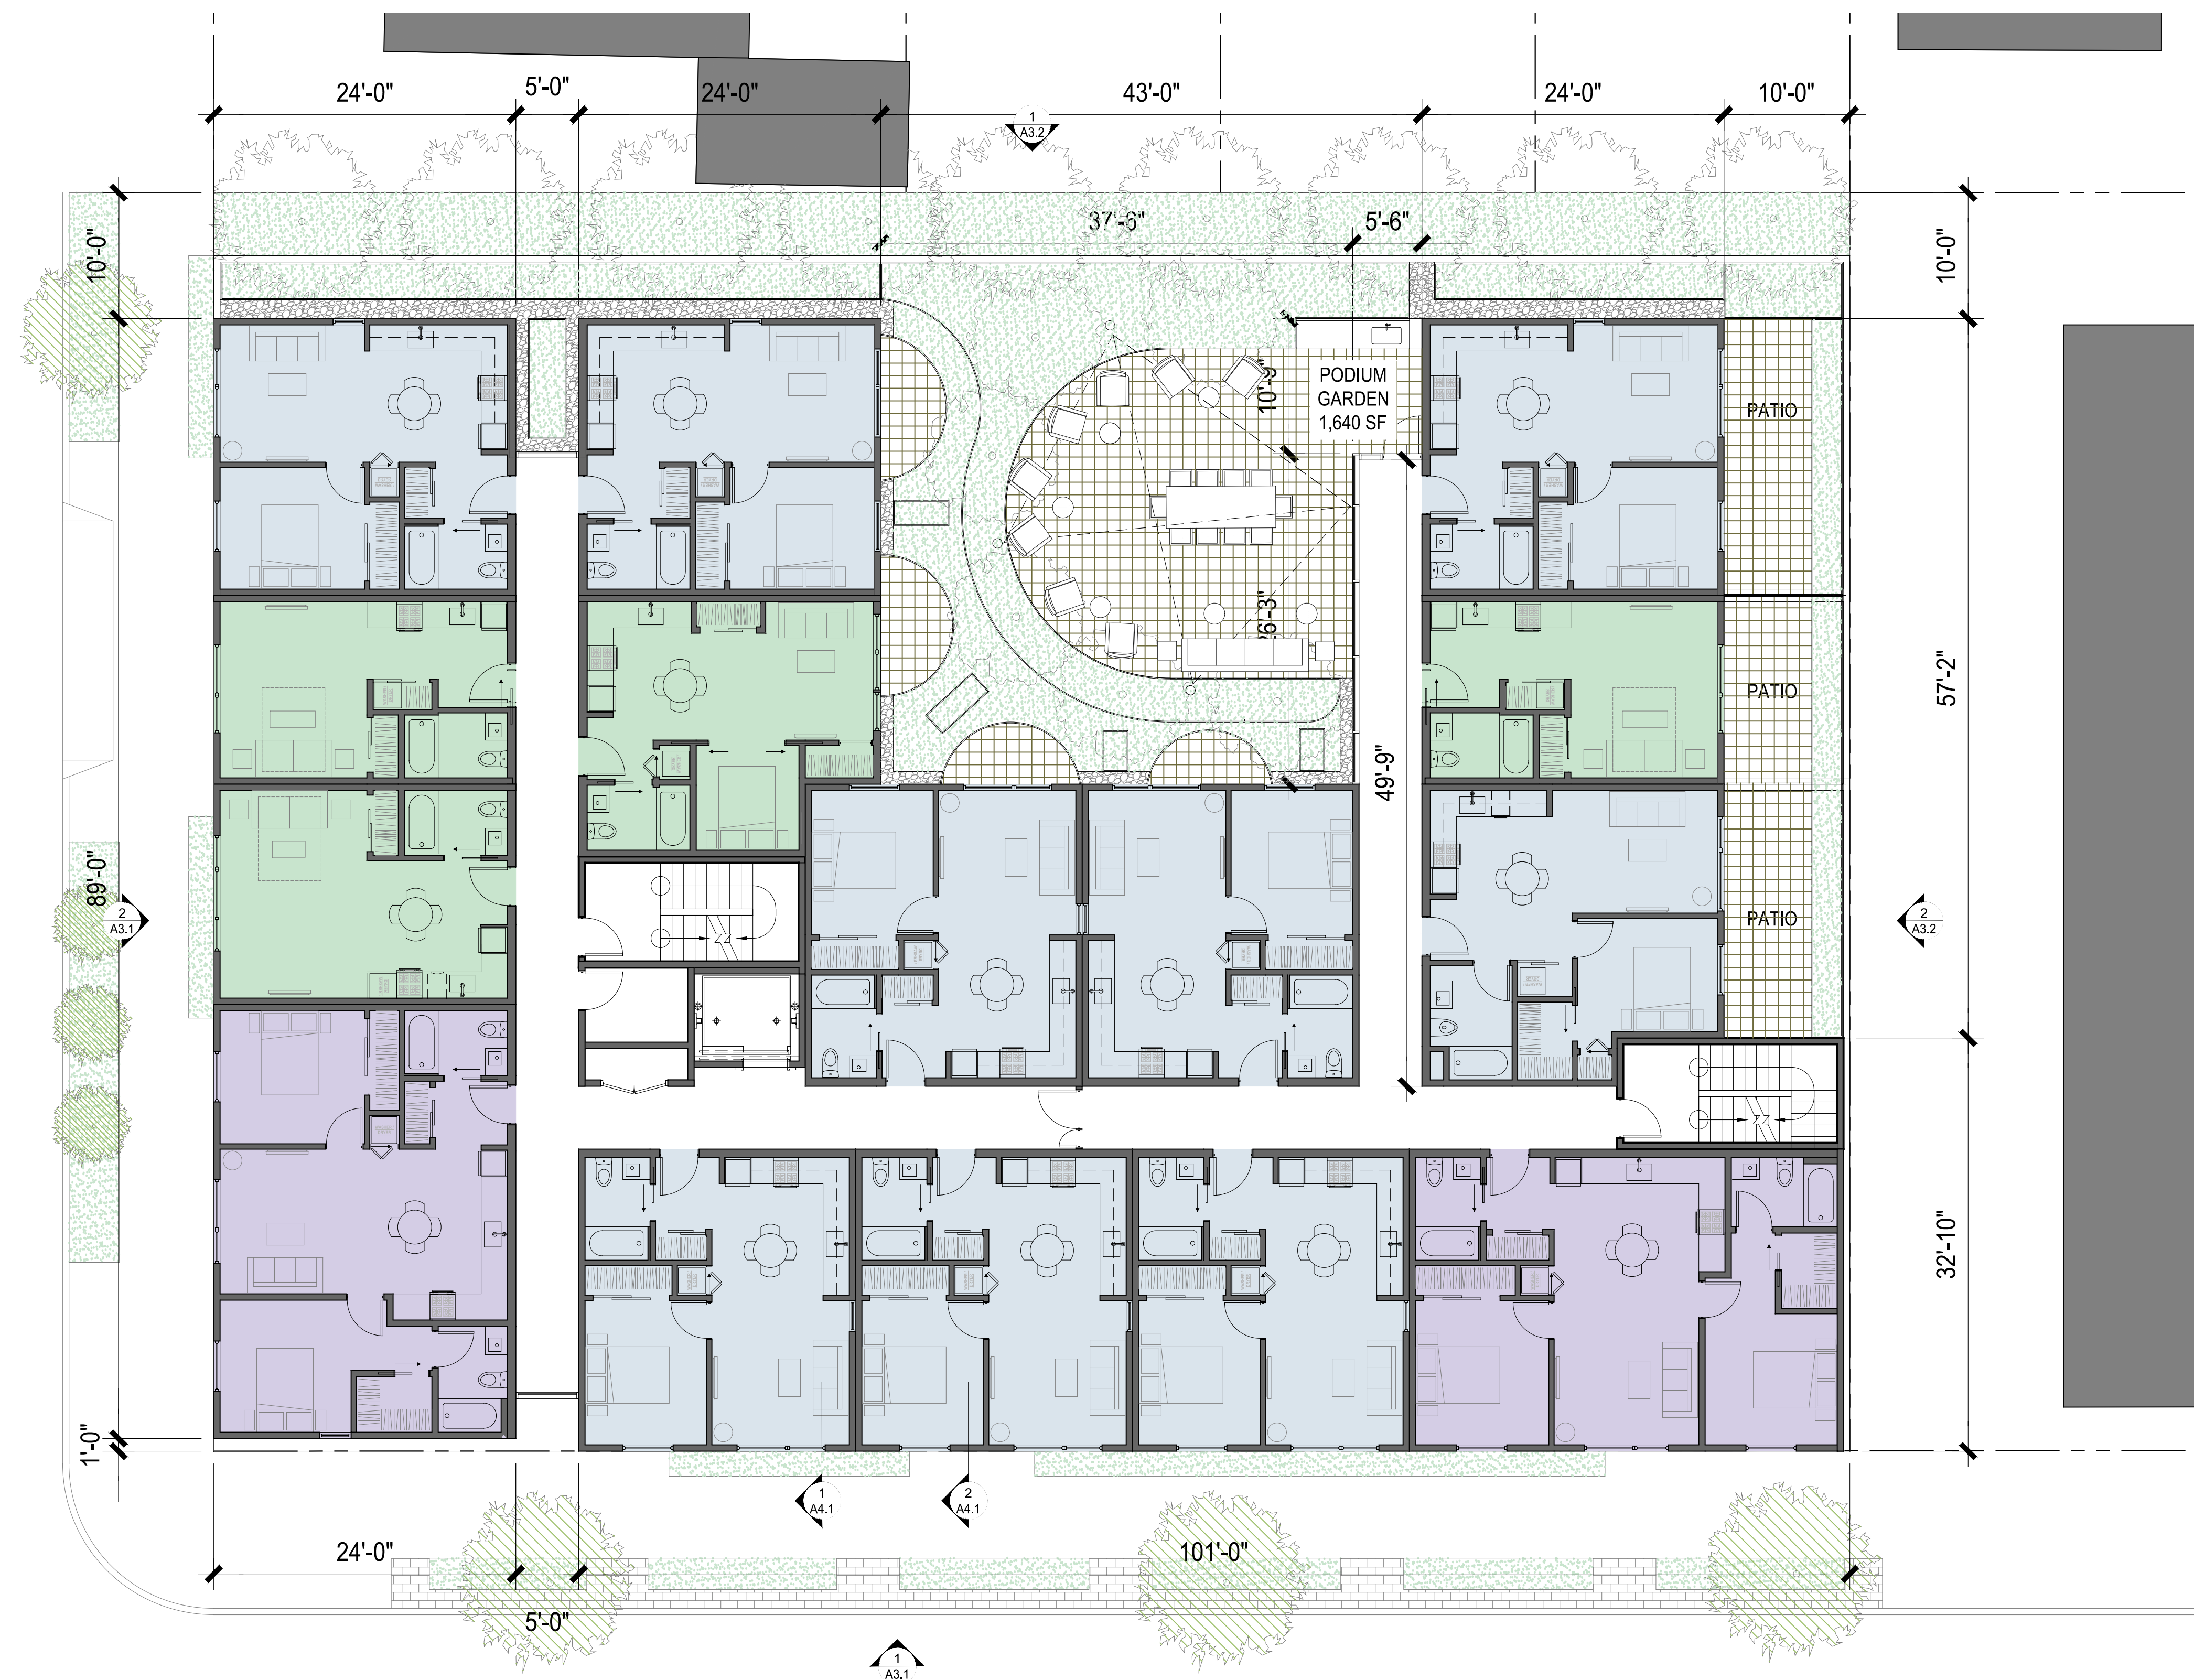 24'-0"
5'-0"
24'-0"
43'-0"
24'-0"
10'-0"
1
A3.2
37'-6"
5'-6"
10'-0"
10'-0"
PODIUM
GARDEN
1,640 SF
10'-9"
PATIO
26'-3"
PATIO
57'-2"
49'-9"
89'-0"
2
A3.1
PATIO
2
A3.2
32'-10"
1'-0"
1
A4.1
2
A4.1
24'-0"
101'-0"
5'-0"
1
A3.1